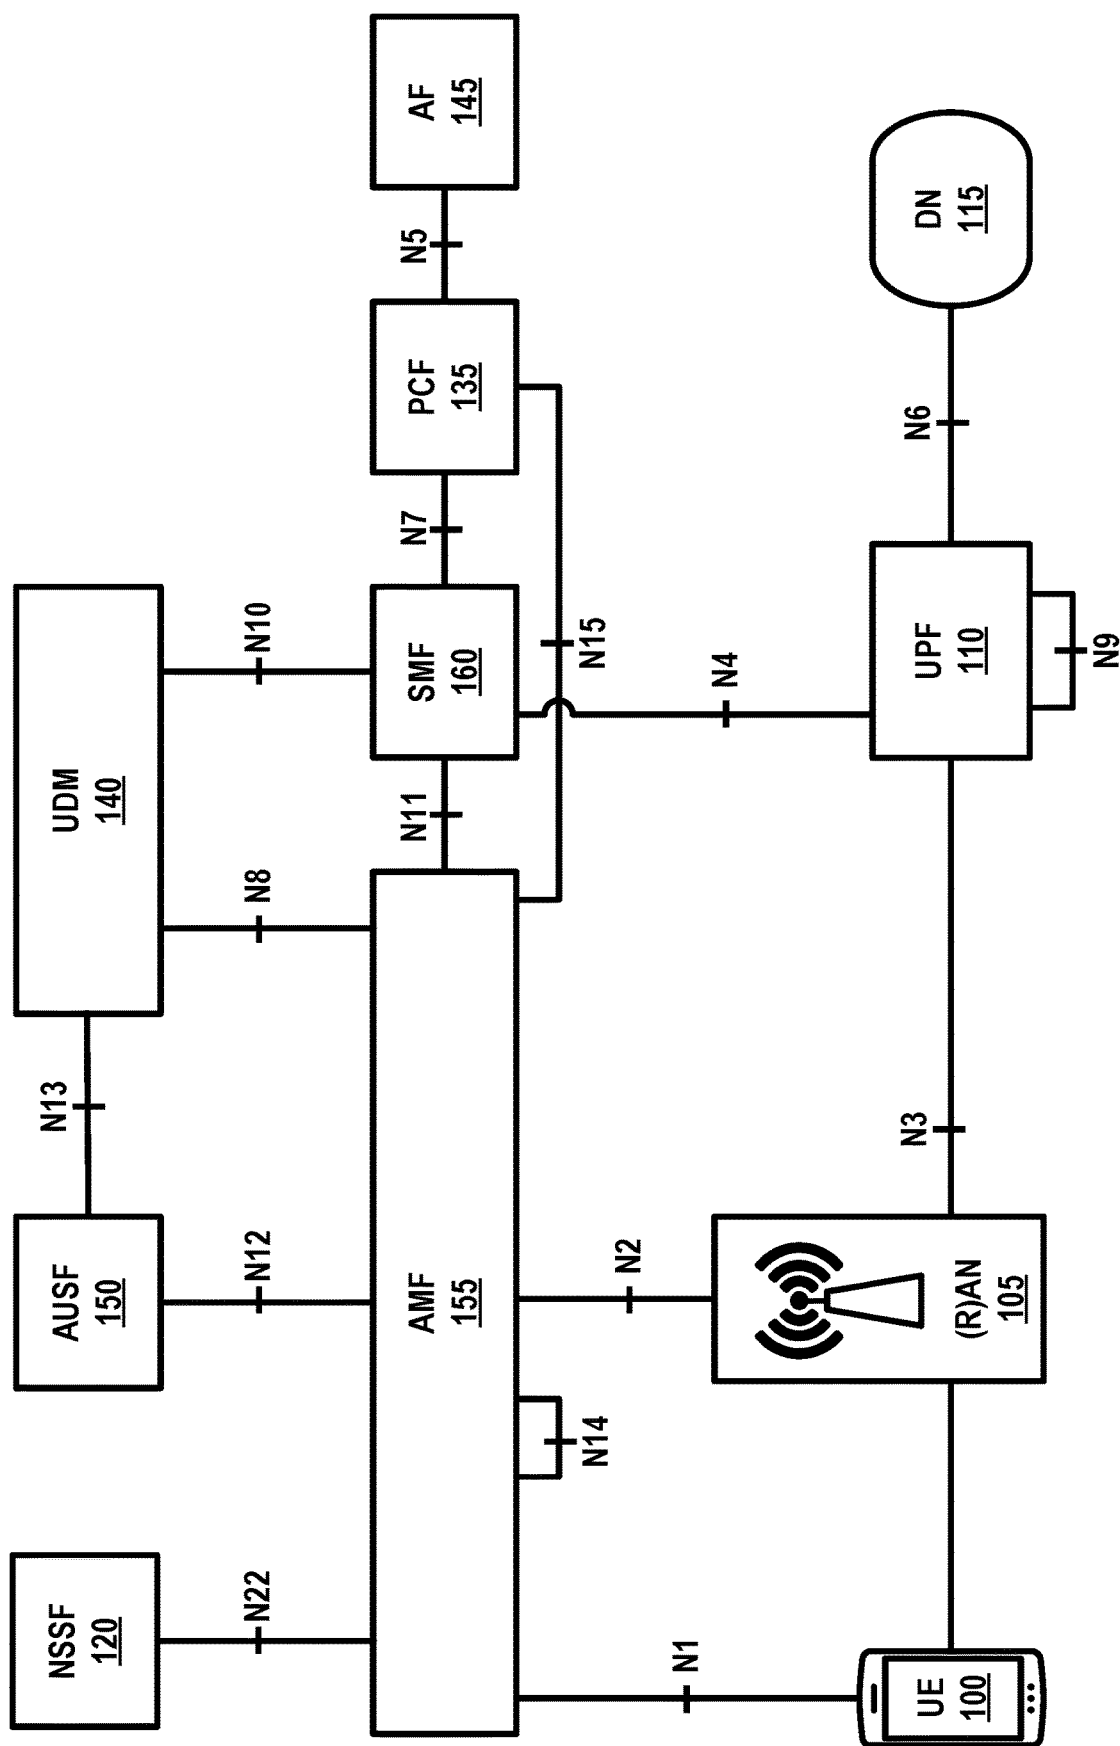 NSSF
120
AUSF
150
UDM
140
N13
N22
N12
N8
N10
AMF
155
N11
SMF
160
N7
PCF
135
N5
AF
145
N14
N15
N1
N2
N4
UE
100
(R)AN
105
N3
UPF
110
N6
DN
115
N9